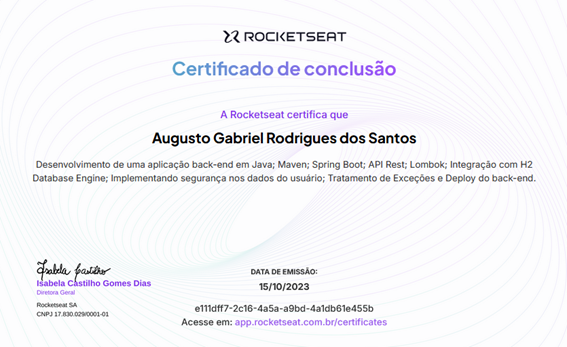 ROCKETSEAT
Certificado de conclusão
A Rocketseat certifica que
Augusto Gabriel Rodrigues dos Santos
Desenvolvimento de uma aplicação back-end em Java; Maven; Spring Boot; API Rest; Lombok; Integração com H2
Database Engine; Implementando segurança nos dados do usuário; Tratamento de Exceções e Deploy do back-end.
Isabela Castilho
Isabela Castilho Gomes Dias
Diretora Geral
Rocketseat SA
CNPJ 17.830.029/0001-01
DATA DE EMISSÃO:
15/10/2023
e111dff7-2c16-4a5a-a9bd-4a1db61e455b
Acesse em: app.rocketseat.com.br/certificates